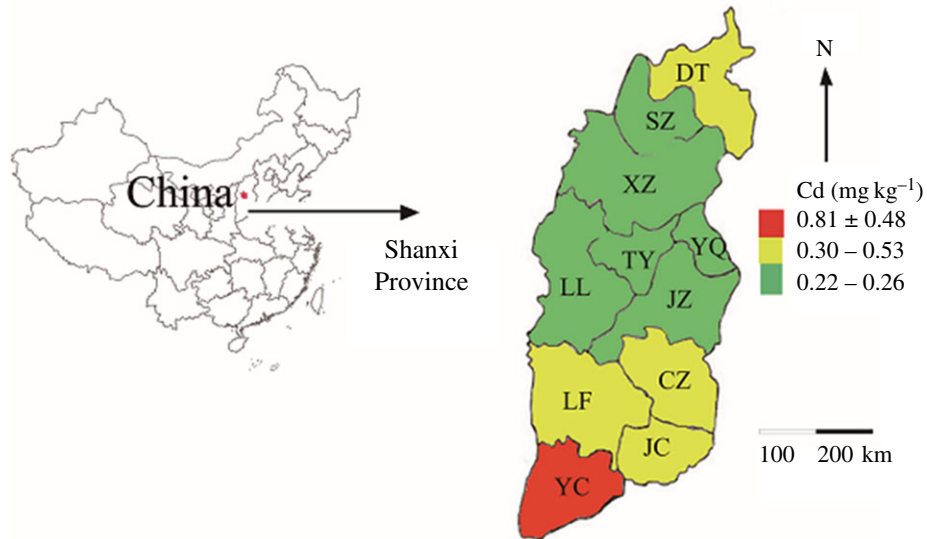 China
Shanxi
Province
N
DT
SZ
XZ
YQ
TY
LL
JZ
CZ
LF
JC
YC
Cd (mg kg⁻¹)
0.81 ± 0.48
0.30 – 0.53
0.22 – 0.26
100 200 km